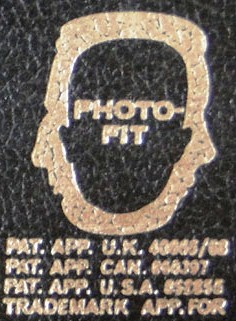 PHOTO-
FIT
PAT. APP. U.K.
PAT. APP. CAN.
PAT. APP. U.S.A.
TRADEMARK APP. FOR